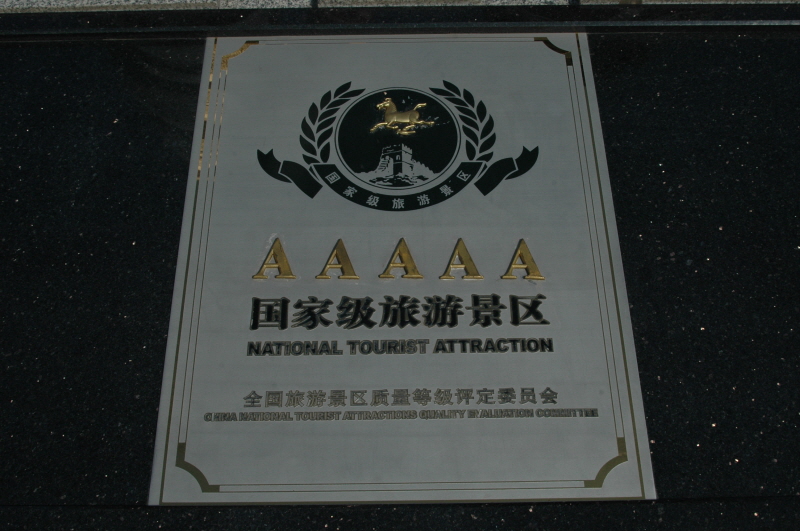 国家级旅游景区
AAAAA
国家级旅游景区
NATIONAL TOURIST ATTRACTION
全国旅游景区质量等级评定委员会
CHINA NATIONAL TOURIST ATTRACTIONS QUALITY EVALUATION COMMITTEE